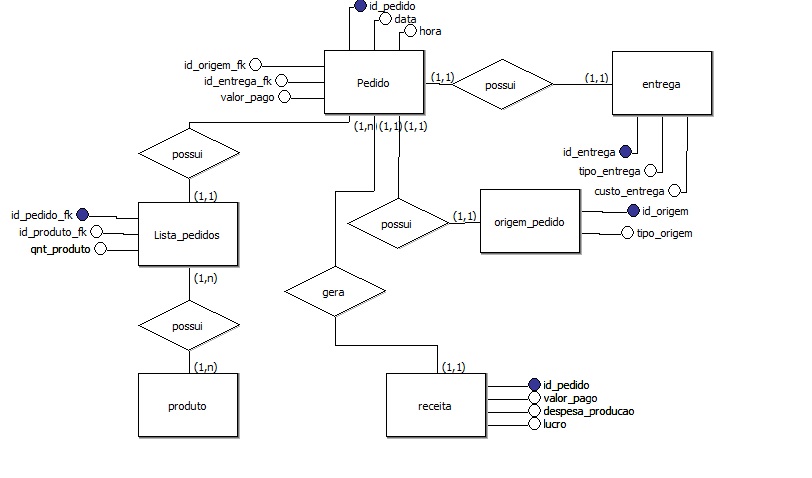 id_pedido
data
hora
id_origem_fk
id_entrega_fk
valor_pago
Pedido
(1,1)
possui
(1,1)
entrega
(1,n)
(1,1)
(1,1)
possui
id_entrega
tipo_entrega
custo_entrega
(1,1)
id_pedido_fk
id_produto_fk
qnt_produto
Lista_pedidos
possui
(1,1)
origem_pedido
id_origem
tipo_origem
(1,n)
gera
possui
(1,n)
(1,1)
produto
receita
id_pedido
valor_pago
despesa_producao
lucro